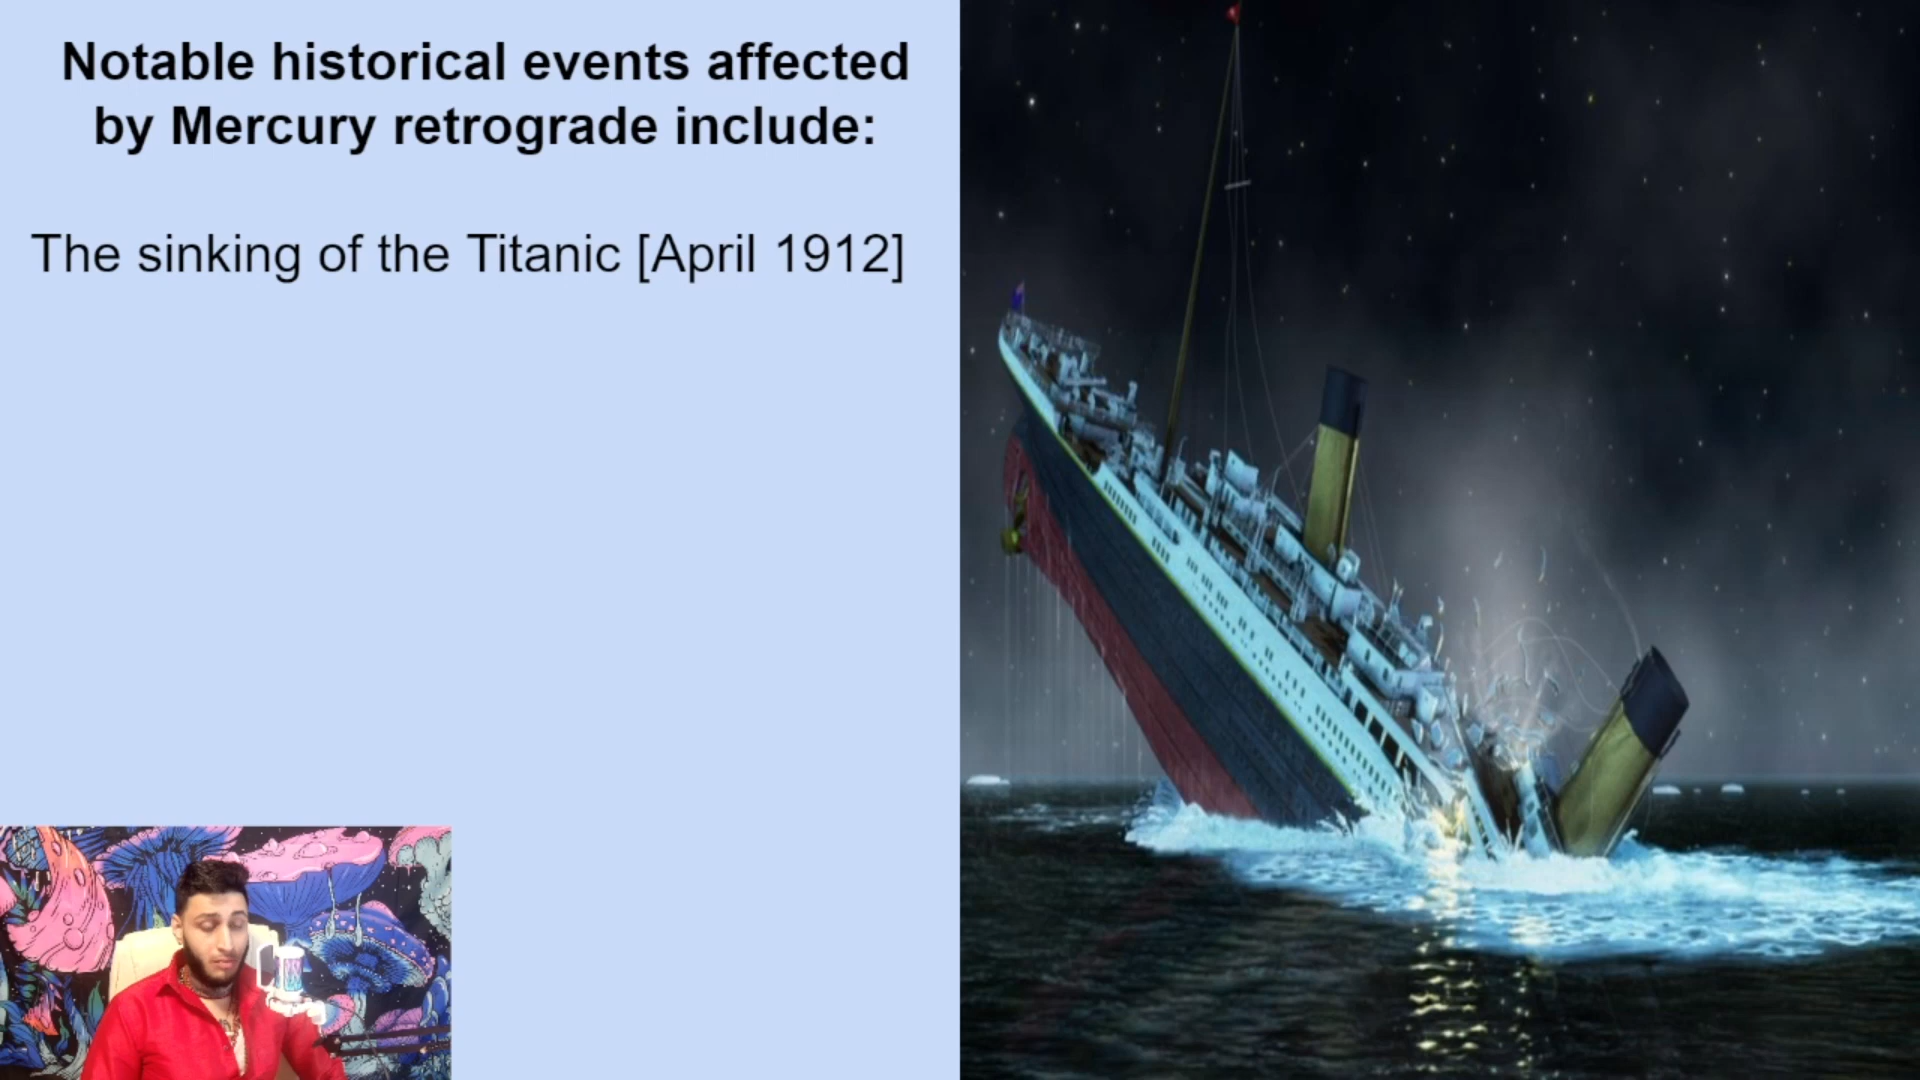 Notable historical events affected
by Mercury retrograde include:
The sinking of the Titanic [April 1912]